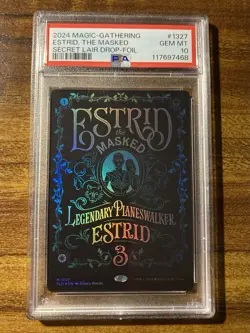 2024 MAGIC-GATHERING #1327
ESTRID, THE MASKED GEM MT
SECRET LAIR DROP-FOIL 10
PSA 117697468
1
ESTRID
the
MASKED
LEGENDARY PLANESWALKER
ESTRID
3